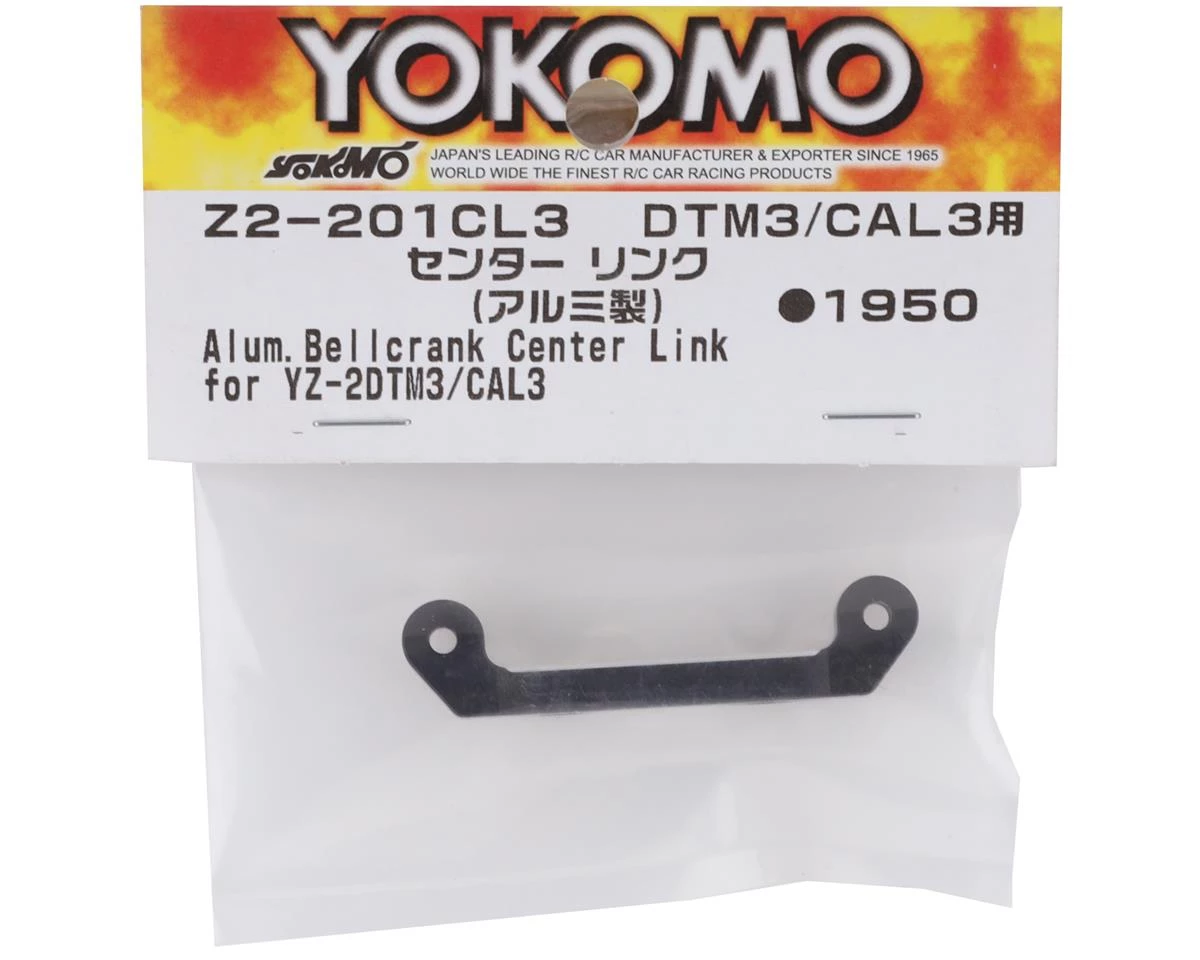 YOKOMO
YOKOMO JAPAN'S LEADING R/C CAR MANUFACTURER & EXPORTER SINCE 1965
WORLD WIDE THE FINEST R/C CAR RACING PRODUCTS
Z2-201CL3 DTM3/CAL3用
センター リンク
(アルミ製) ●1950
Alum.Bellcrank Center Link
for YZ-2DTM3/CAL3